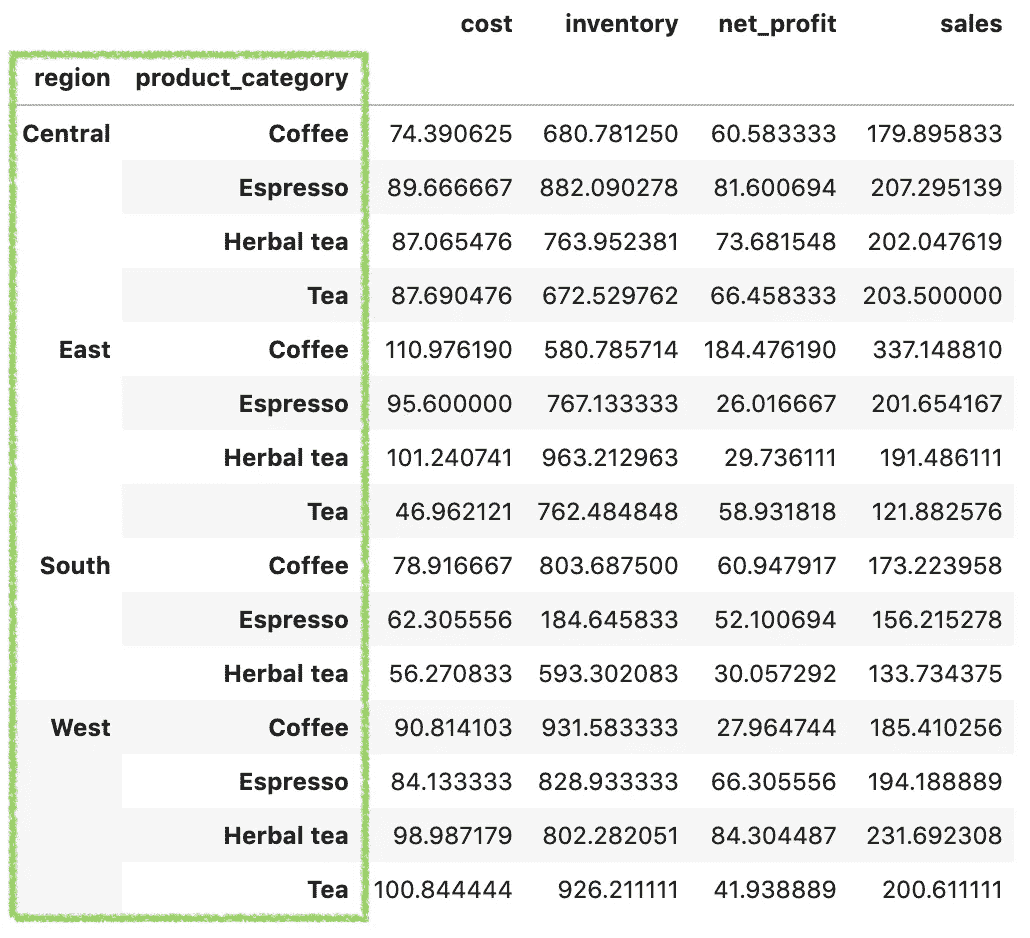 cost inventory net_profit sales
region product_category
Central Coffee 74.390625 680.781250 60.583333 179.895833
Espresso 89.666667 882.090278 81.600694 207.295139
Herbal tea 87.065476 763.952381 73.681548 202.047619
Tea 87.690476 672.529762 66.458333 203.500000
East Coffee 110.976190 580.785714 184.476190 337.148810
Espresso 95.600000 767.133333 26.016667 201.654167
Herbal tea 101.240741 963.212963 29.736111 191.486111
Tea 46.962121 762.484848 58.931818 121.882576
South Coffee 78.916667 803.687500 60.947917 173.223958
Espresso 62.305556 184.645833 52.100694 156.215278
Herbal tea 56.270833 593.302083 30.057292 133.734375
West Coffee 90.814103 931.583333 27.964744 185.410256
Espresso 84.133333 828.933333 66.305556 194.188889
Herbal tea 98.987179 802.282051 84.304487 231.692308
Tea 100.844444 926.211111 41.938889 200.611111